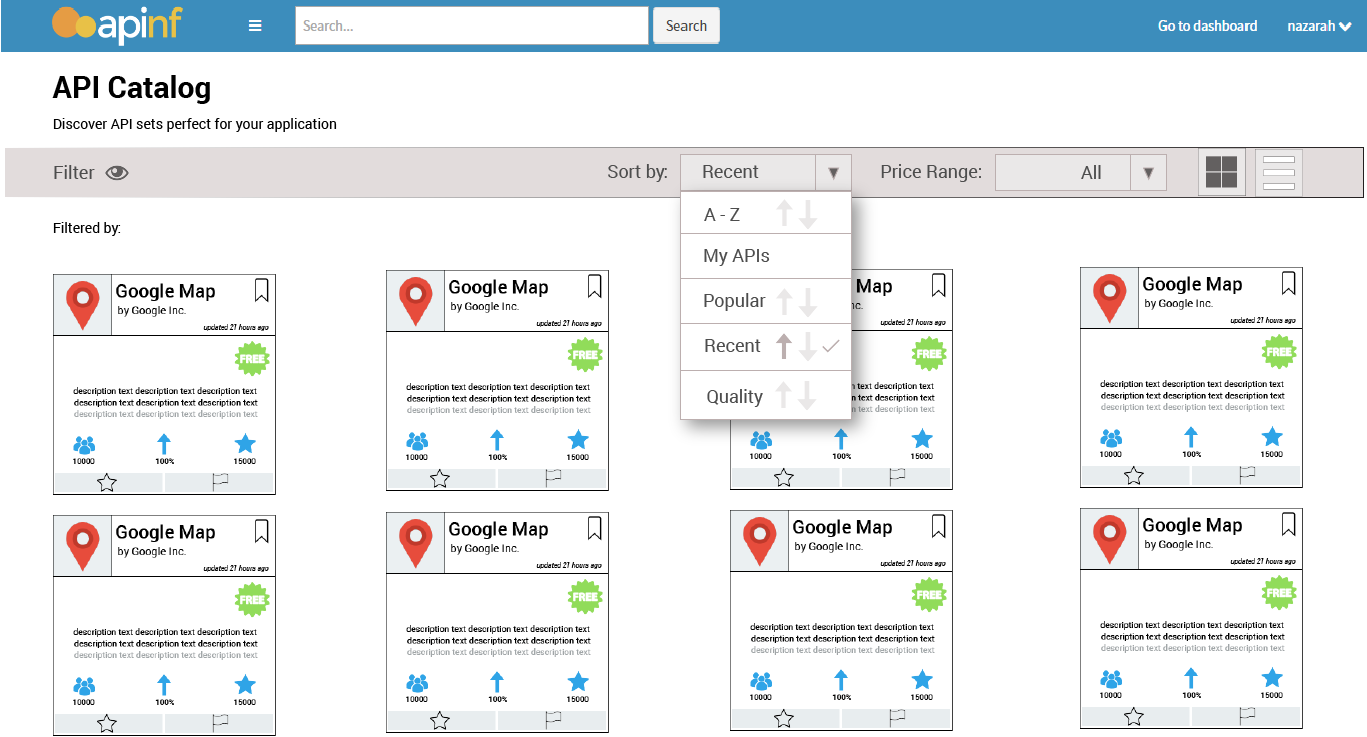 apinf
Search...
Search
Go to dashboard
nazarah
API Catalog
Discover API sets perfect for your application
Filter
Sort by:
Recent
Price Range:
All
A - Z
My APIs
Popular
Recent
Quality
Filtered by:
Google Map
by Google Inc.
updated 21 hours ago
FREE
description text description text description text
description text description text description text
description text description text description text
10000
100%
15000
Google Map
by Google Inc.
updated 21 hours ago
FREE
description text description text description text
description text description text description text
description text description text description text
10000
100%
15000
Map
nc.
updated 21 hours ago
FREE
description text
description text description text description text
10000
100%
15000
Google Map
by Google Inc.
updated 21 hours ago
FREE
description text description text description text
description text description text description text
description text description text description text
10000
100%
15000
Google Map
by Google Inc.
updated 21 hours ago
FREE
description text description text description text
description text description text description text
description text description text description text
10000
100%
15000
Google Map
by Google Inc.
updated 21 hours ago
FREE
description text description text description text
description text description text description text
description text description text description text
10000
100%
15000
Google Map
by Google Inc.
updated 21 hours ago
FREE
description text description text description text
description text description text description text
description text description text description text
10000
100%
15000
Google Map
by Google Inc.
updated 21 hours ago
FREE
description text description text description text
description text description text description text
description text description text description text
10000
100%
15000